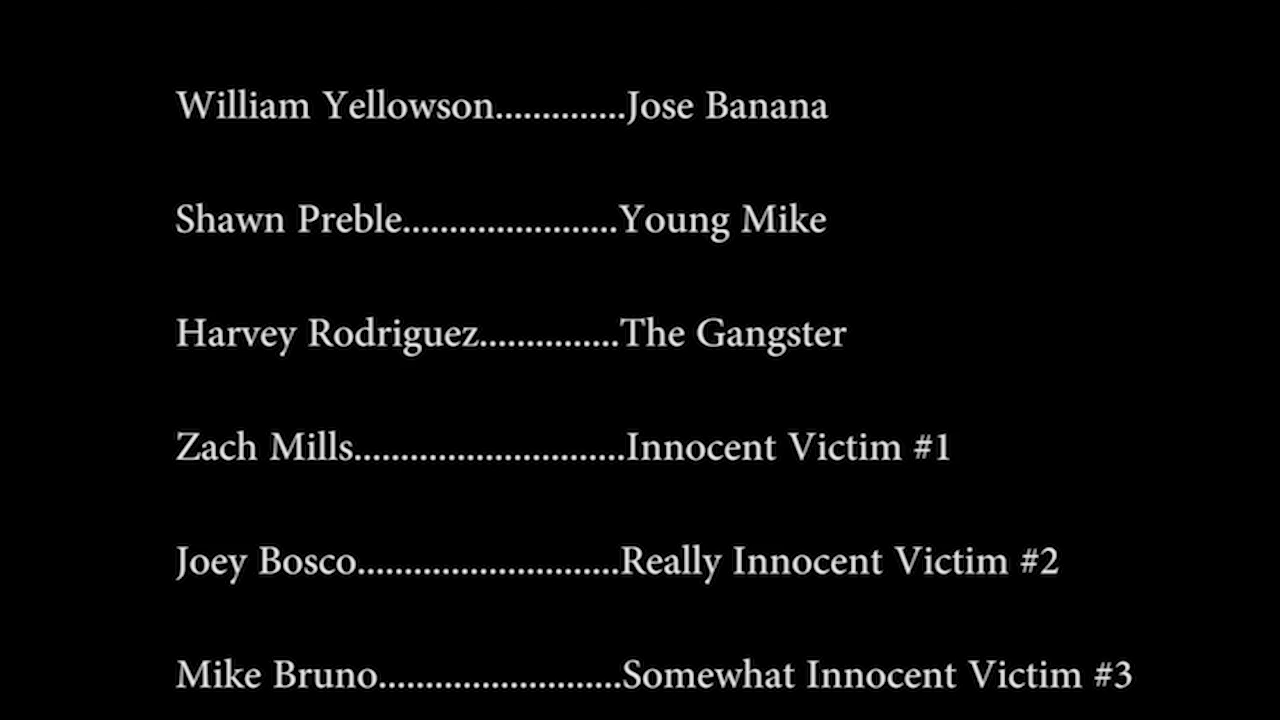 William Yellowson..............Jose Banana
Shawn Preble.......................Young Mike
Harvey Rodriguez...............The Gangster
Zach Mills.............................Innocent Victim #1
Joey Bosco............................Really Innocent Victim #2
Mike Bruno..........................Somewhat Innocent Victim #3